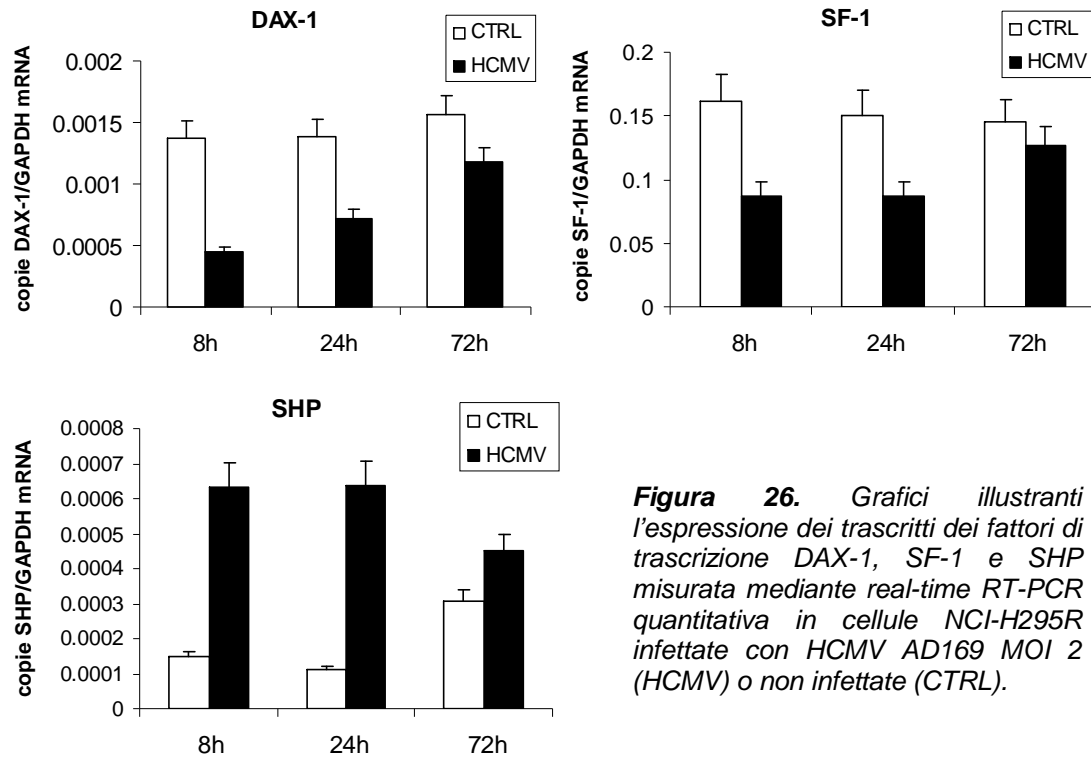 DAX-1
CTRL
HCMV
copie DAX-1/GAPDH mRNA
0.002
0.0015
0.001
0.0005
0
8h 24h 72h
SF-1
CTRL
HCMV
copie SF-1/GAPDH mRNA
0.2
0.15
0.1
0.05
0
8h 24h 72h
SHP
CTRL
HCMV
copie SHP/GAPDH mRNA
0.0008
0.0007
0.0006
0.0005
0.0004
0.0003
0.0002
0.0001
0
8h 24h 72h
Figura 26. Grafici illustranti
l'espressione dei trascritti dei fattori di
trascrizione DAX-1, SF-1 e SHP
misurata mediante real-time RT-PCR
quantitativa in cellule NCI-H295R
infettate con HCMV AD169 MOI 2
(HCMV) o non infettate (CTRL).